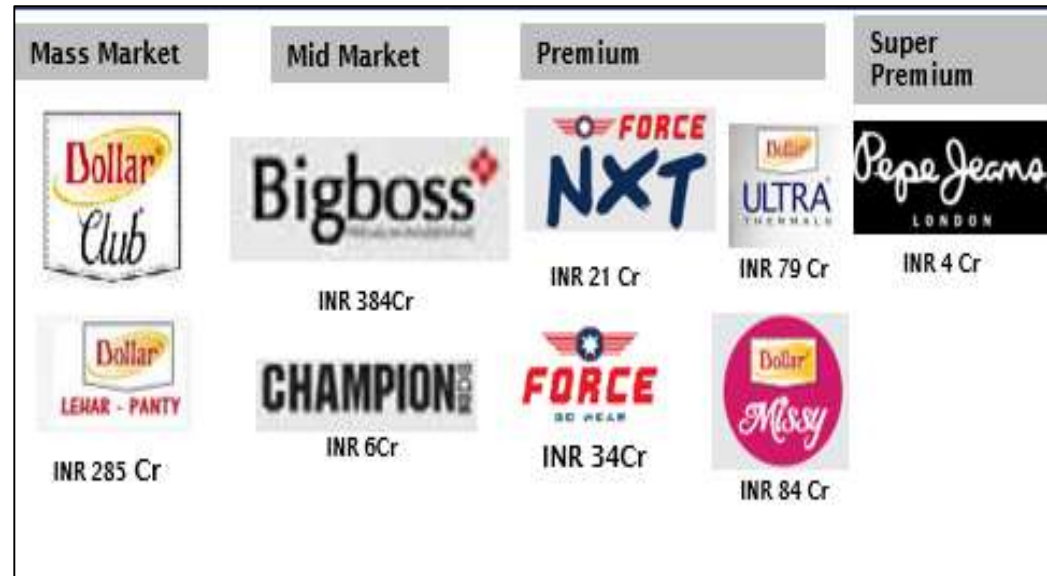 Mass Market
Dollar
Club
Dollar
LEHAR - PANTY
INR 285 Cr
Mid Market
Bigboss
INR 384Cr
CHAMPION
INR 6Cr
Premium
FORCE
NXT
INR 21 Cr
Dollar
ULTRA
THERMALS
INR 79 Cr
FORCE
GO WEAR
INR 34Cr
Dollar
Missy
INR 84 Cr
Super
Premium
Pepe Jeans
LONDON
INR 4 Cr